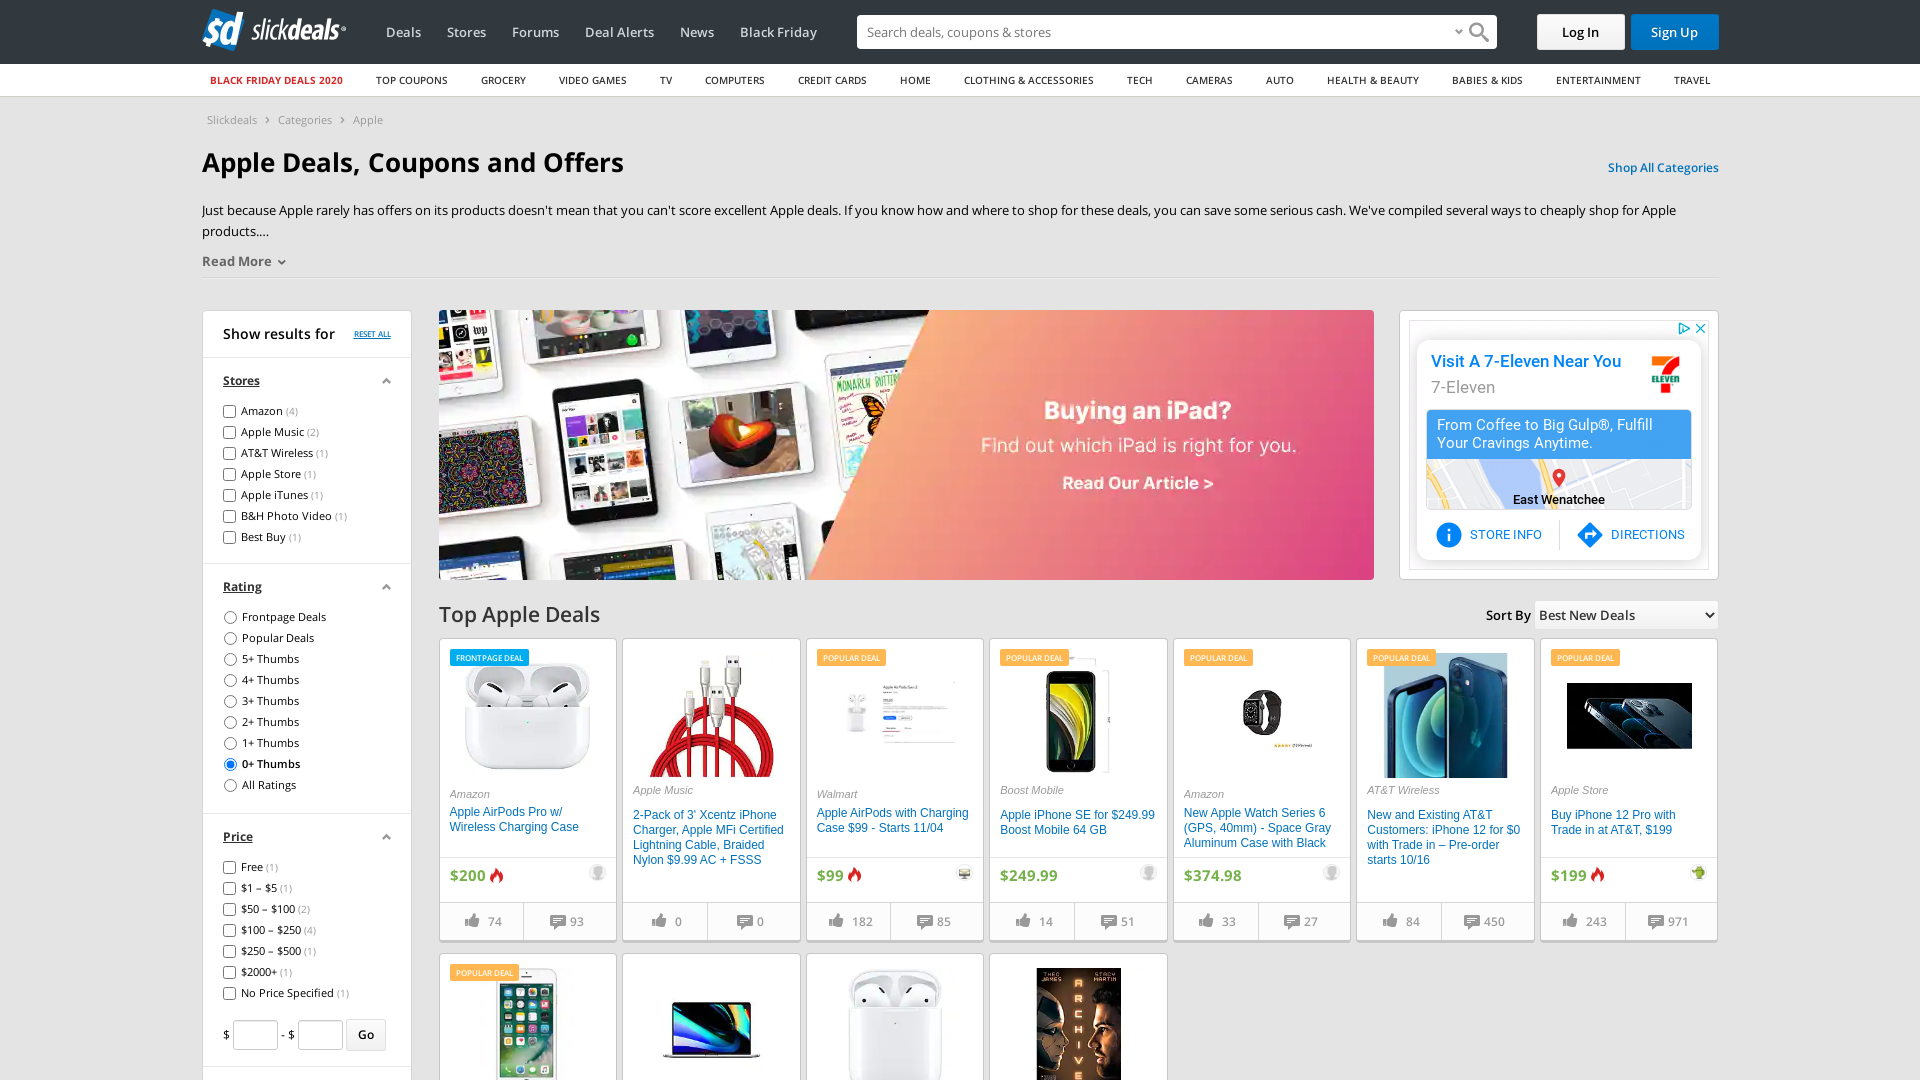 slickdeals
Deals
Stores
Forums
Deal Alerts
News
Black Friday
Search deals, coupons & stores
Log In
Sign Up
BLACK FRIDAY DEALS 2020
TOP COUPONS
GROCERY
VIDEO GAMES
TV
COMPUTERS
CREDIT CARDS
HOME
CLOTHING & ACCESSORIES
TECH
CAMERAS
AUTO
HEALTH & BEAUTY
BABIES & KIDS
ENTERTAINMENT
TRAVEL
Slickdeals > Categories > Apple
Apple Deals, Coupons and Offers
Shop All Categories
Just because Apple rarely has offers on its products doesn't mean that you can't score excellent Apple deals. If you know how and where to shop for these deals, you can save some serious cash. We've compiled several ways to cheaply shop for Apple
products.…
Read More
Show results for
RESET ALL
Stores
Amazon (4)
Apple Music (2)
AT&T Wireless (1)
Apple Store (1)
Apple iTunes (1)
B&H Photo Video (1)
Best Buy (1)
Rating
Frontpage Deals
Popular Deals
5+ Thumbs
4+ Thumbs
3+ Thumbs
2+ Thumbs
1+ Thumbs
0+ Thumbs
All Ratings
Price
Free (1)
$1 – $5 (1)
$50 – $100 (2)
$100 – $250 (4)
$250 – $500 (1)
$2000+ (1)
No Price Specified (1)
$ - $ Go
MONARCH BUTTER
Buying an iPad?
Find out which iPad is right for you.
Read Our Article >
Visit A 7-Eleven Near You
7-Eleven
ELEVEN
From Coffee to Big Gulp®, Fulfill
Your Cravings Anytime.
East Wenatchee
STORE INFO
DIRECTIONS
Top Apple Deals
Sort By Best New Deals
FRONTPAGE DEAL
Amazon
Apple AirPods Pro w/
Wireless Charging Case
$200
74
93
Apple Music
2-Pack of 3' Xcentz iPhone
Charger, Apple MFi Certified
Lightning Cable, Braided
Nylon $9.99 AC + FSSS
0
0
POPULAR DEAL
Walmart
Apple AirPods with Charging
Case $99 - Starts 11/04
$99
182
85
POPULAR DEAL
Boost Mobile
Apple iPhone SE for $249.99
Boost Mobile 64 GB
$249.99
14
51
POPULAR DEAL
Amazon
New Apple Watch Series 6
(GPS, 40mm) - Space Gray
Aluminum Case with Black
$374.98
33
27
POPULAR DEAL
AT&T Wireless
New and Existing AT&T
Customers: iPhone 12 for $0
with Trade in – Pre-order
starts 10/16
84
450
POPULAR DEAL
Apple Store
Buy iPhone 12 Pro with
Trade in at AT&T, $199
$199
243
971
POPULAR DEAL
THEO JAMES
STACY MARTIN
ARCHIVE